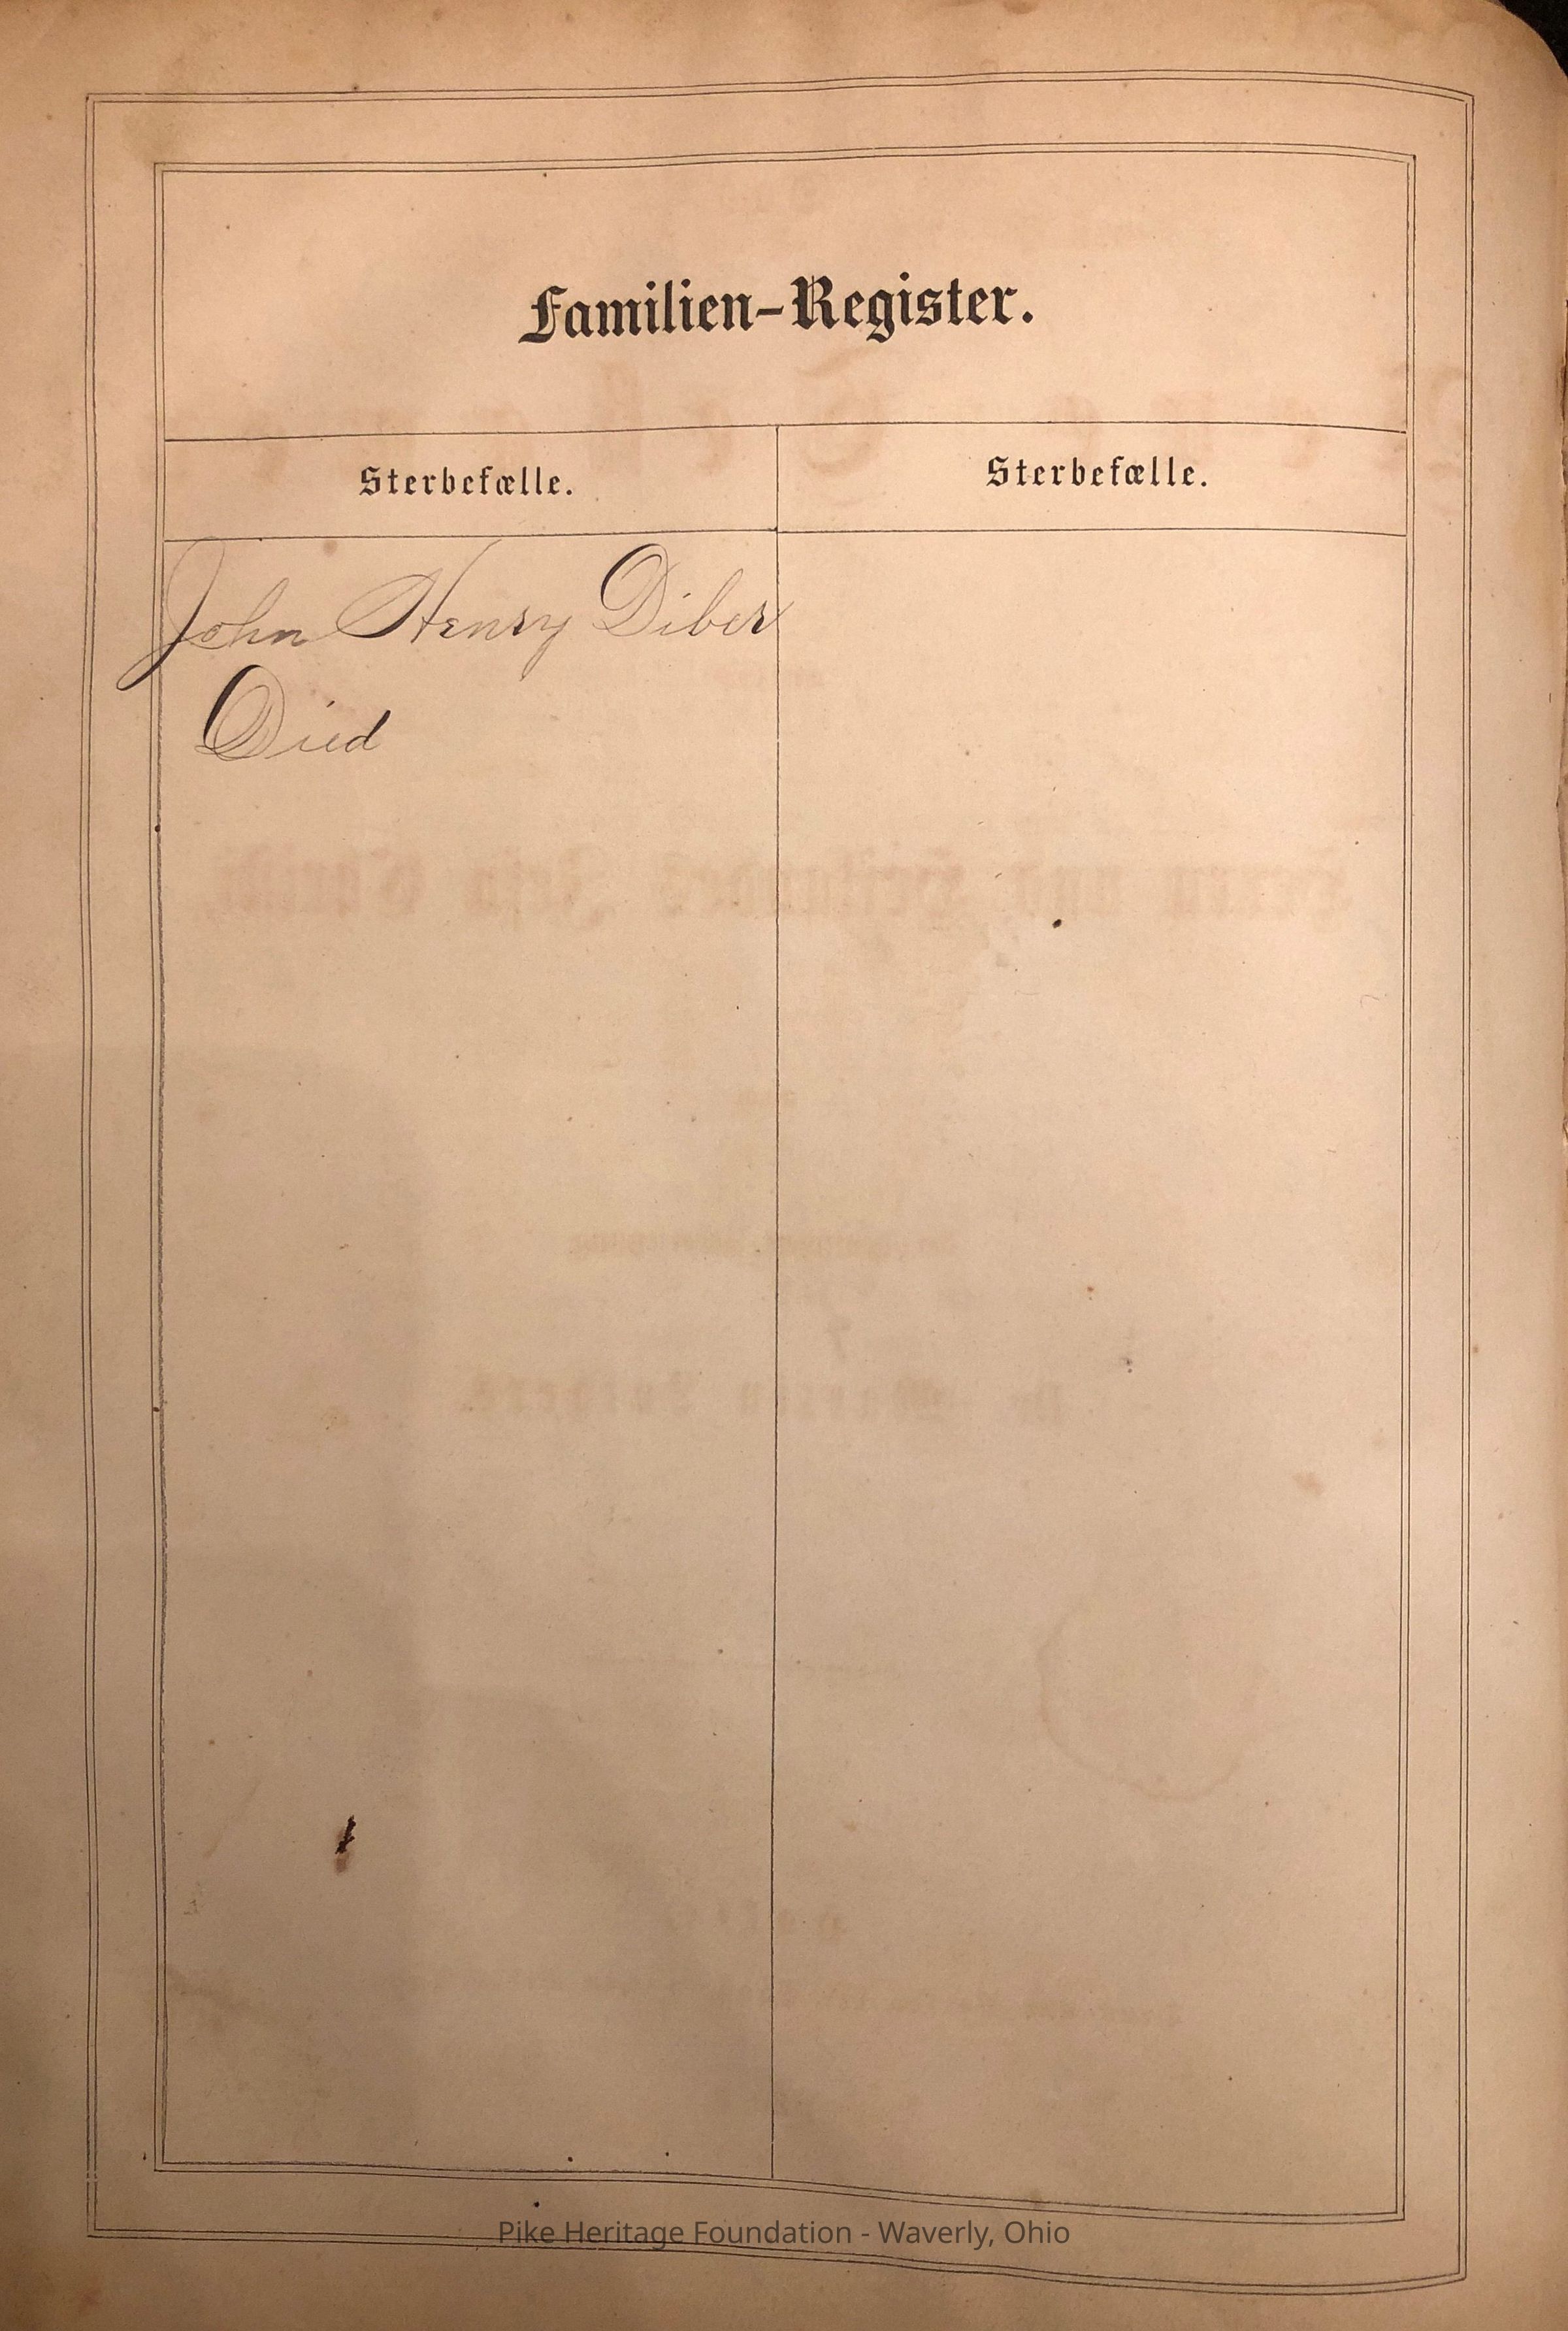 Familien-Register.
Sterbefælle.
Sterbefælle.
John Henry Diber
Died
Pike Heritage Foundation - Waverly, Ohio